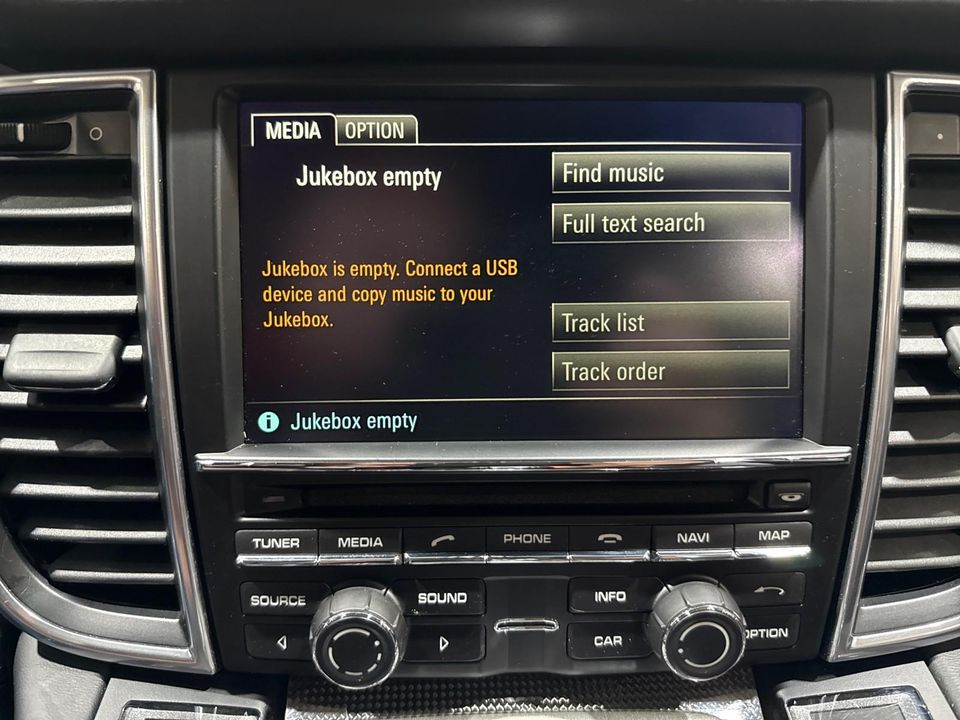 MEDIA OPTION
Jukebox empty
Find music
Full text search
Jukebox is empty. Connect a USB
device and copy music to your
Jukebox.
Track list
Track order
Jukebox empty
TUNER MEDIA PHONE NAVI MAP
SOURCE SOUND INFO
CAR OPTION